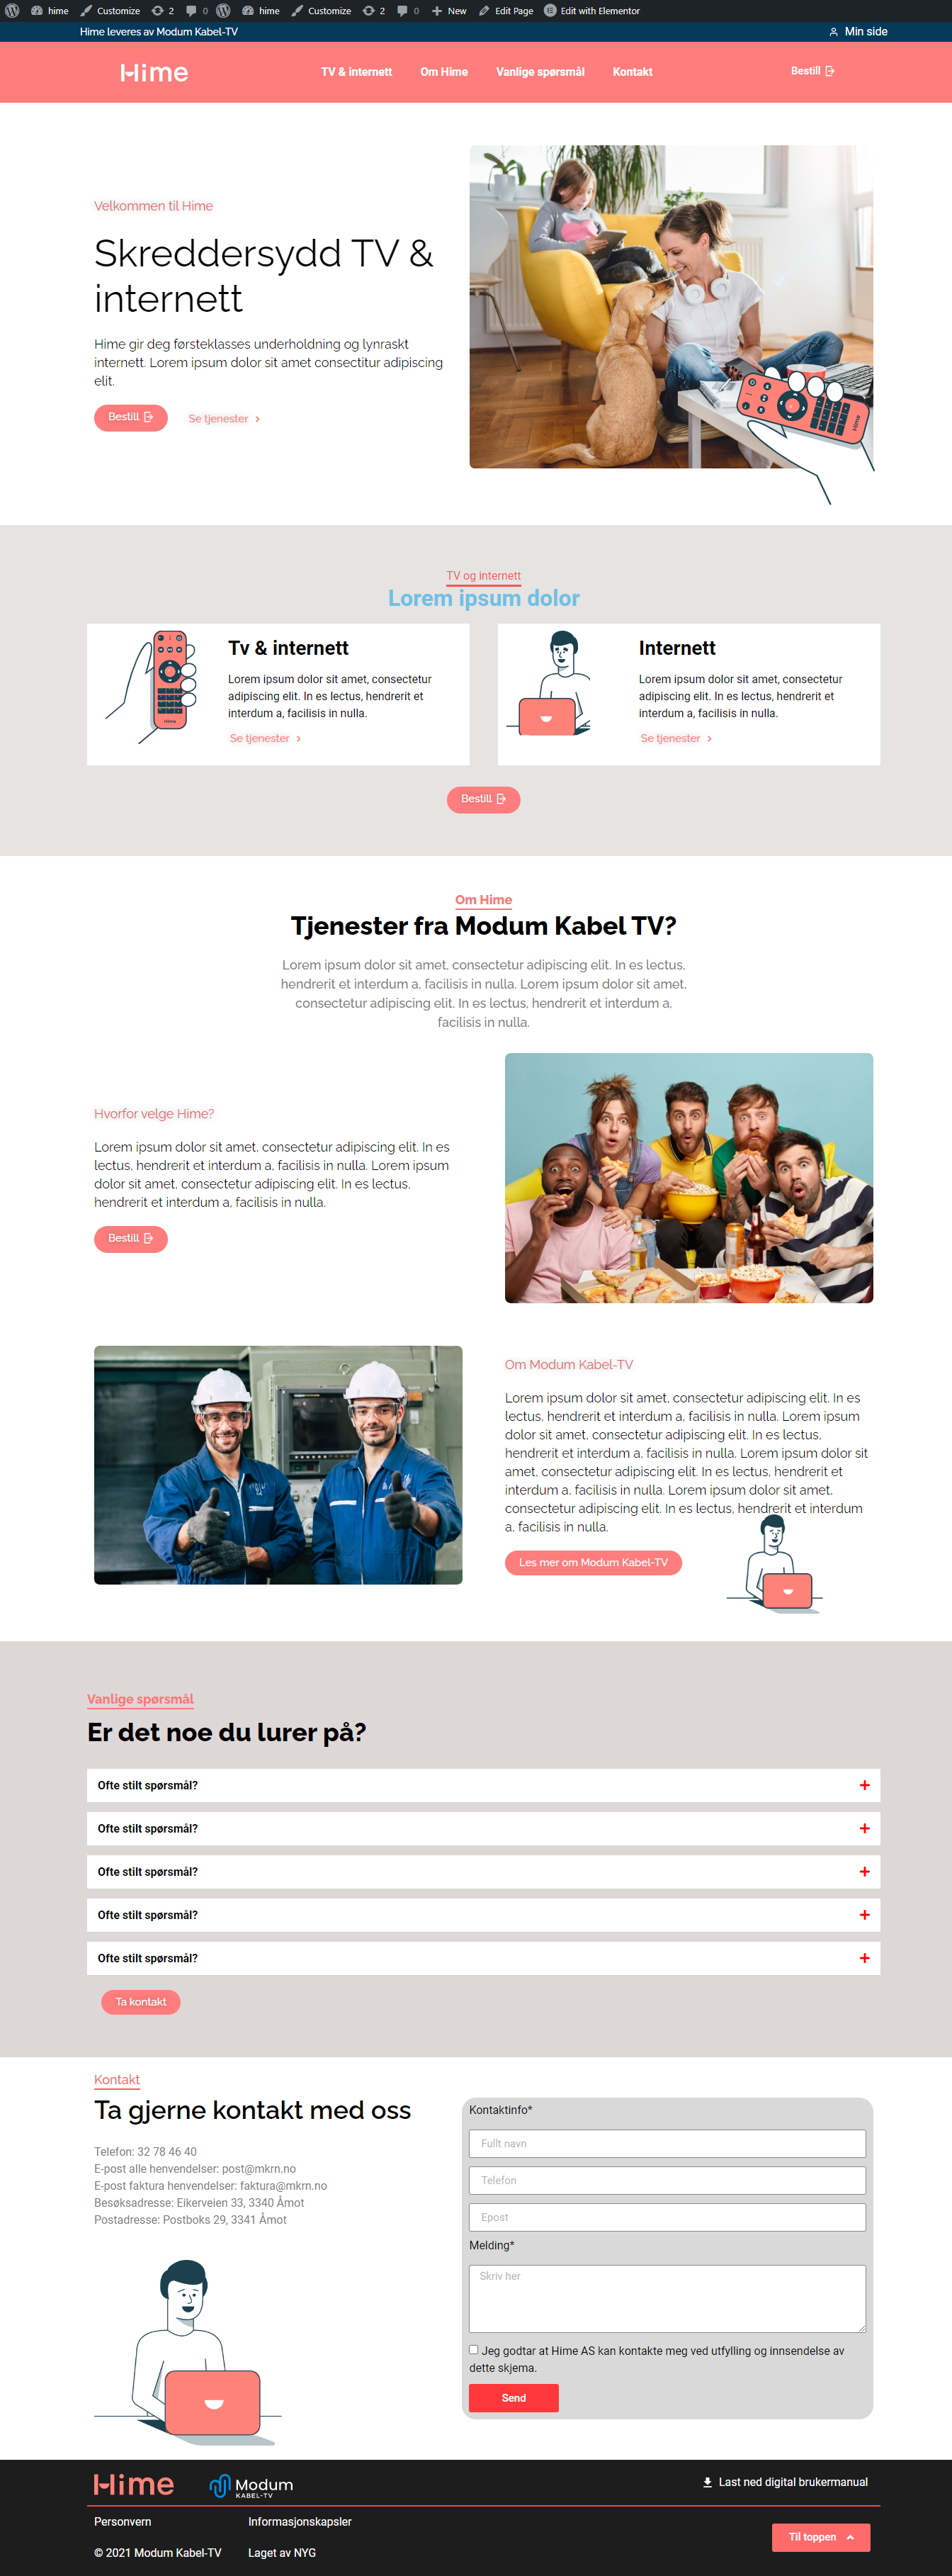 hime Customize 2 0 hime Customize 2 0 New Edit Page Edit with Elementor
Hime leveres av Modum Kabel-TV
Min side
Hime
TV & internett Om Hime Vanlige spørsmål Kontakt
Bestill
Velkommen til Hime
Skreddersydd TV &
internett
Hime gir deg førsteklasses underholdning og lynraskt
internett. Lorem ipsum dolor sit amet consectitur adipiscing
elit.
Bestill
Se tjenester
Hime
TV og internett
Lorem ipsum dolor
Hime
Tv & internett
Lorem ipsum dolor sit amet, consectetur
adipiscing elit. In es lectus, hendrerit et
interdum a, facilisis in nulla.
Se tjenester
Internett
Lorem ipsum dolor sit amet, consectetur
adipiscing elit. In es lectus, hendrerit et
interdum a, facilisis in nulla.
Se tjenester
Bestill
Om Hime
Tjenester fra Modum Kabel TV?
Lorem ipsum dolor sit amet, consectetur adipiscing elit. In es lectus,
hendrerit et interdum a, facilisis in nulla. Lorem ipsum dolor sit amet,
consectetur adipiscing elit. In es lectus, hendrerit et interdum a,
facilisis in nulla.
Hvorfor velge Hime?
Lorem ipsum dolor sit amet, consectetur adipiscing elit. In es
lectus, hendrerit et interdum a, facilisis in nulla. Lorem ipsum
dolor sit amet, consectetur adipiscing elit. In es lectus,
hendrerit et interdum a, facilisis in nulla.
Bestill
Om Modum Kabel-TV
Lorem ipsum dolor sit amet, consectetur adipiscing elit. In es
lectus, hendrerit et interdum a, facilisis in nulla. Lorem ipsum
dolor sit amet, consectetur adipiscing elit. In es lectus,
hendrerit et interdum a, facilisis in nulla. Lorem ipsum dolor sit
amet, consectetur adipiscing elit. In es lectus, hendrerit et
interdum a, facilisis in nulla. Lorem ipsum dolor sit amet,
consectetur adipiscing elit. In es lectus, hendrerit et interdum
a, facilisis in nulla.
Les mer om Modum Kabel-TV
Vanlige spørsmål
Er det noe du lurer på?
Ofte stilt spørsmål?
Ofte stilt spørsmål?
Ofte stilt spørsmål?
Ofte stilt spørsmål?
Ofte stilt spørsmål?
Ta kontakt
Kontakt
Ta gjerne kontakt med oss
Telefon: 32 78 46 40
E-post alle henvendelser: post@mkrn.no
E-post faktura henvendelser: faktura@mkrn.no
Besøksadresse: Eikerveien 33, 3340 Åmot
Postadresse: Postboks 29, 3341 Åmot
Kontaktinfo*
Fullt navn
Telefon
Epost
Melding*
Skriv her
Jeg godtar at Hime AS kan kontakte meg ved utfylling og innsendelse av
dette skjema.
Send
Hime
Modum
KABEL-TV
Last ned digital brukermanual
Personvern
Informasjonskapsler
Til toppen
© 2021 Modum Kabel-TV
Laget av NYG